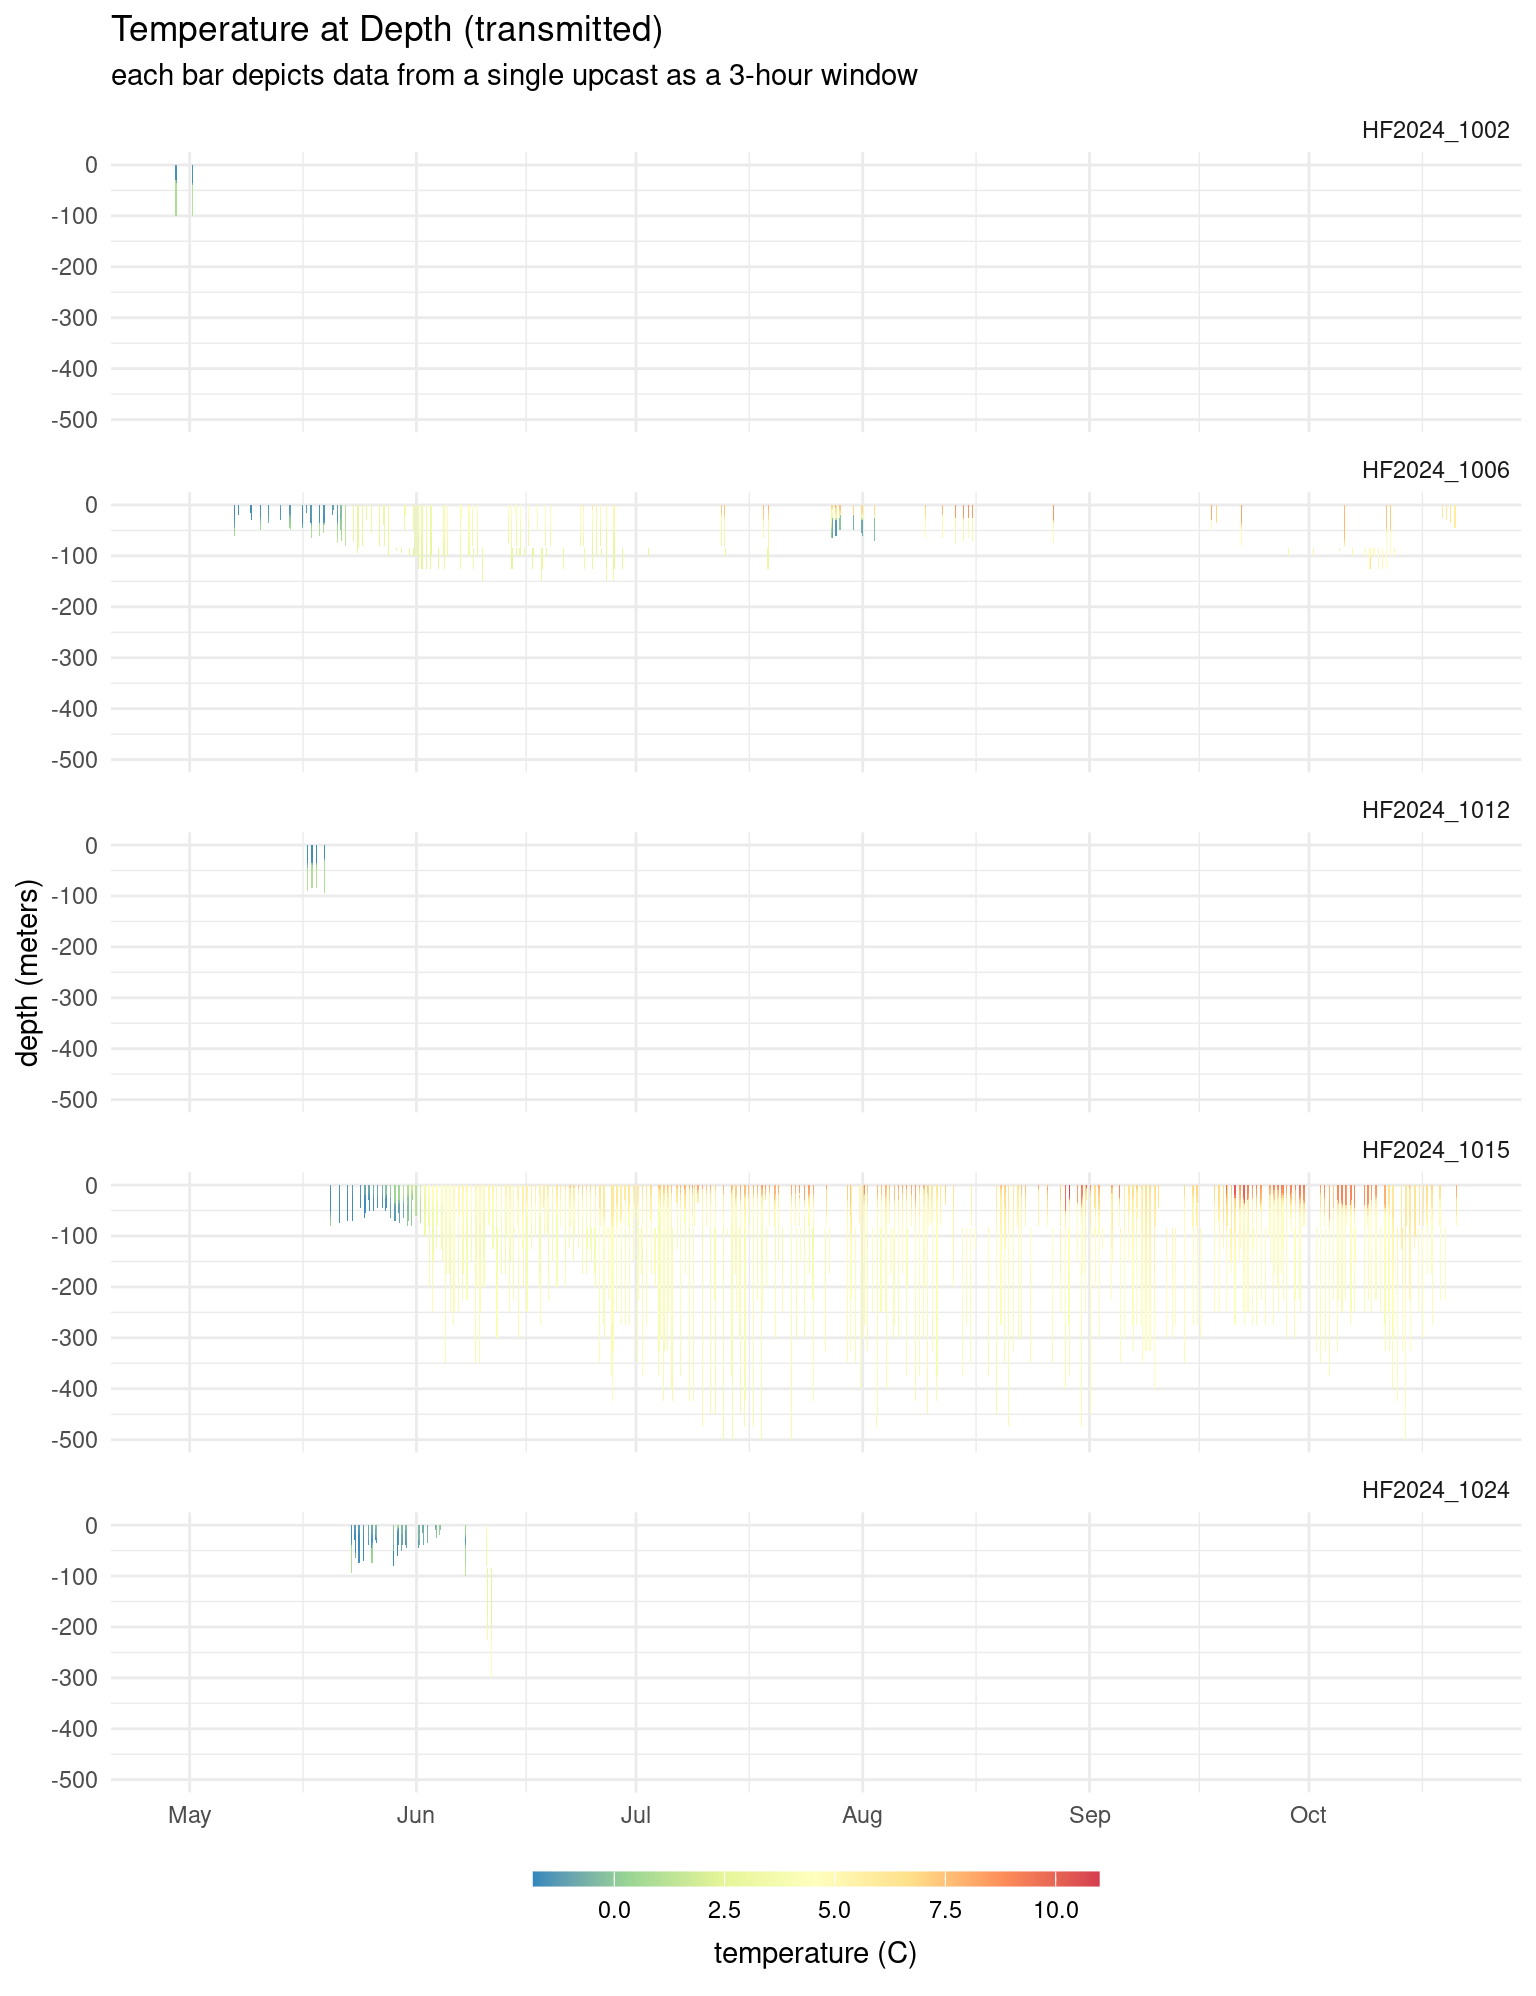 Temperature at Depth (transmitted)
each bar depicts data from a single upcast as a 3-hour window
HF2024_1002
0
-100
-200
-300
-400
-500
HF2024_1006
0
-100
-200
-300
-400
-500
HF2024_1012
0
-100
-200
-300
-400
-500
depth (meters)
HF2024_1015
0
-100
-200
-300
-400
-500
HF2024_1024
0
-100
-200
-300
-400
-500
May Jun Jul Aug Sep Oct
0.0 2.5 5.0 7.5 10.0
temperature (C)